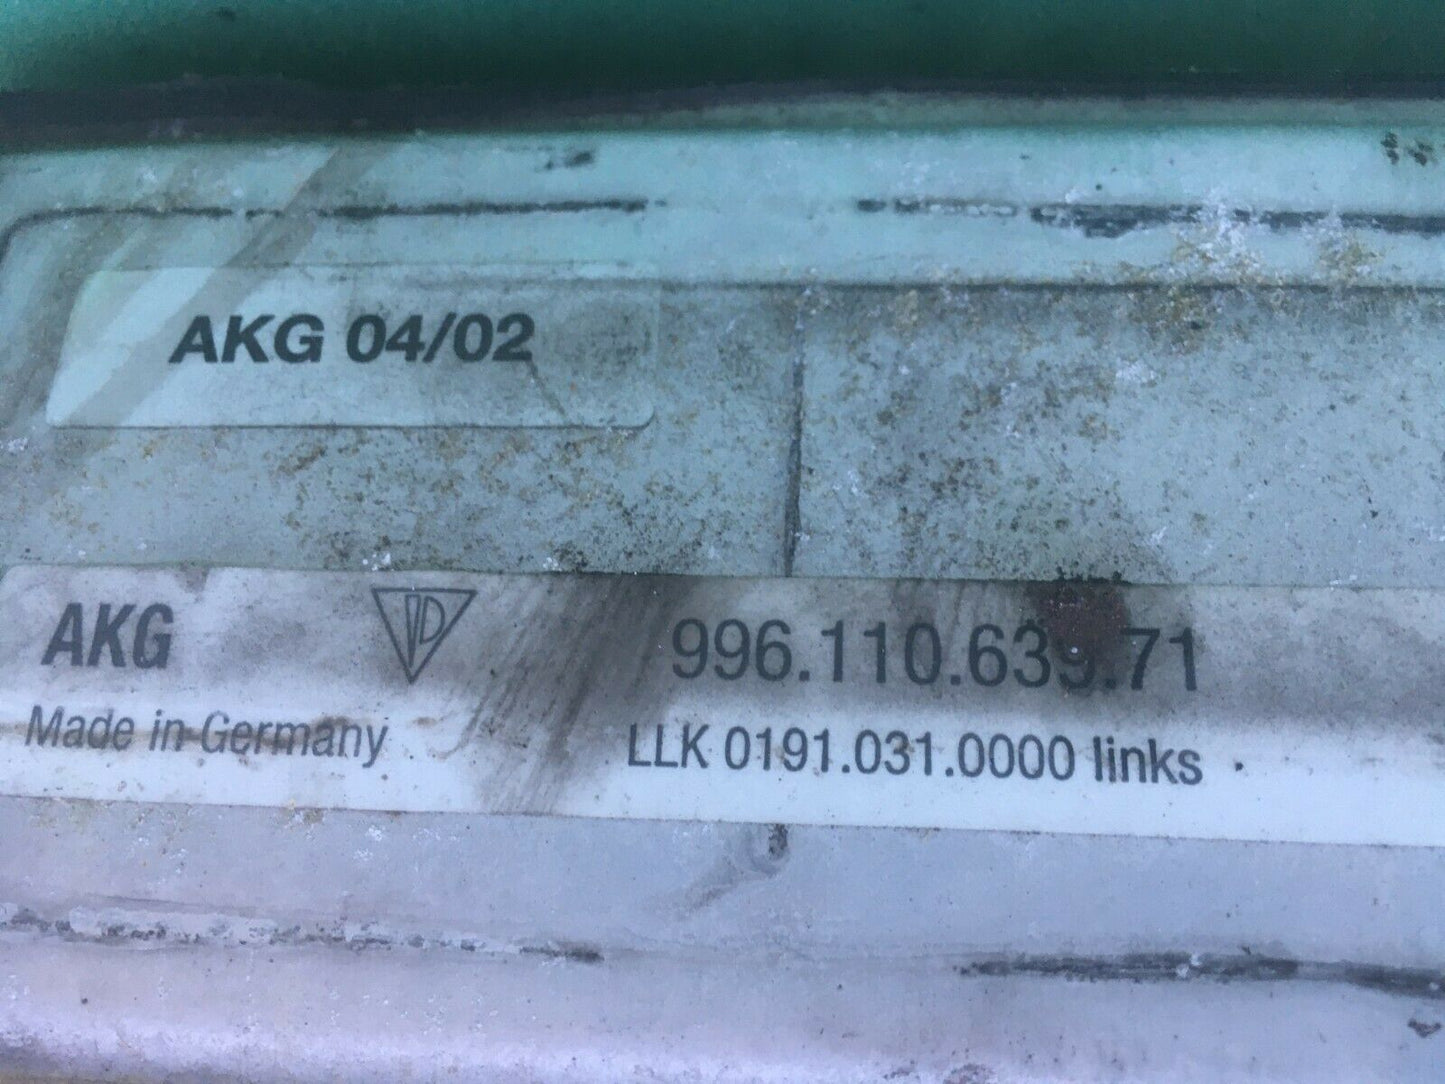 AKG 04/02
AKG 996.110.639.71
Made in Germany LLK 0191.031.0000 links